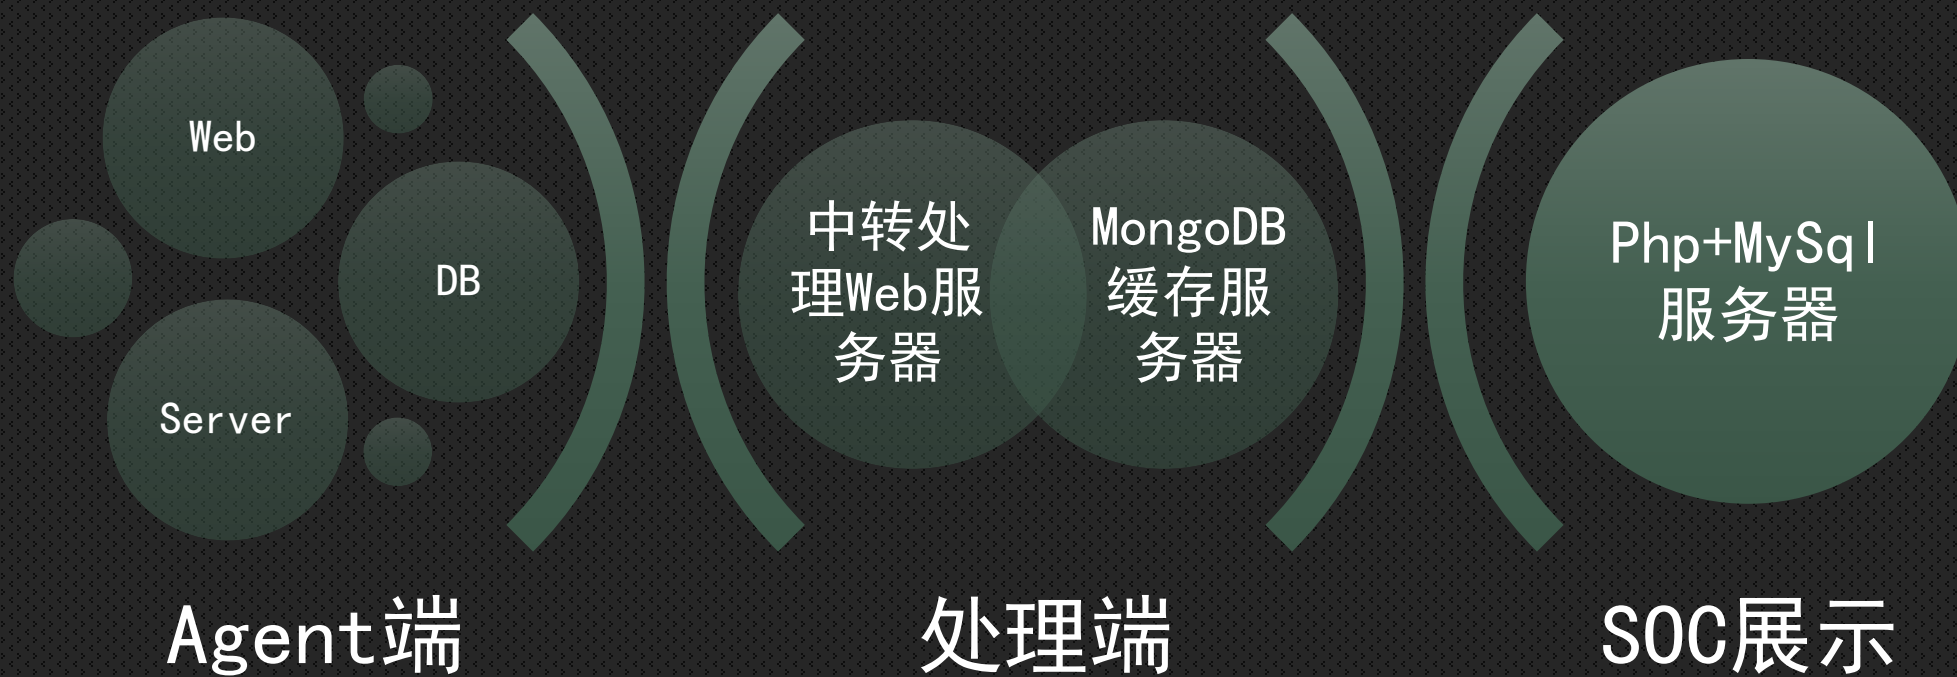 Web
DB
Server
Agent端
中转处
理Web服
务器
MongoDB
缓存服
务器
处理端
Php+MySql
服务器
SOC展示